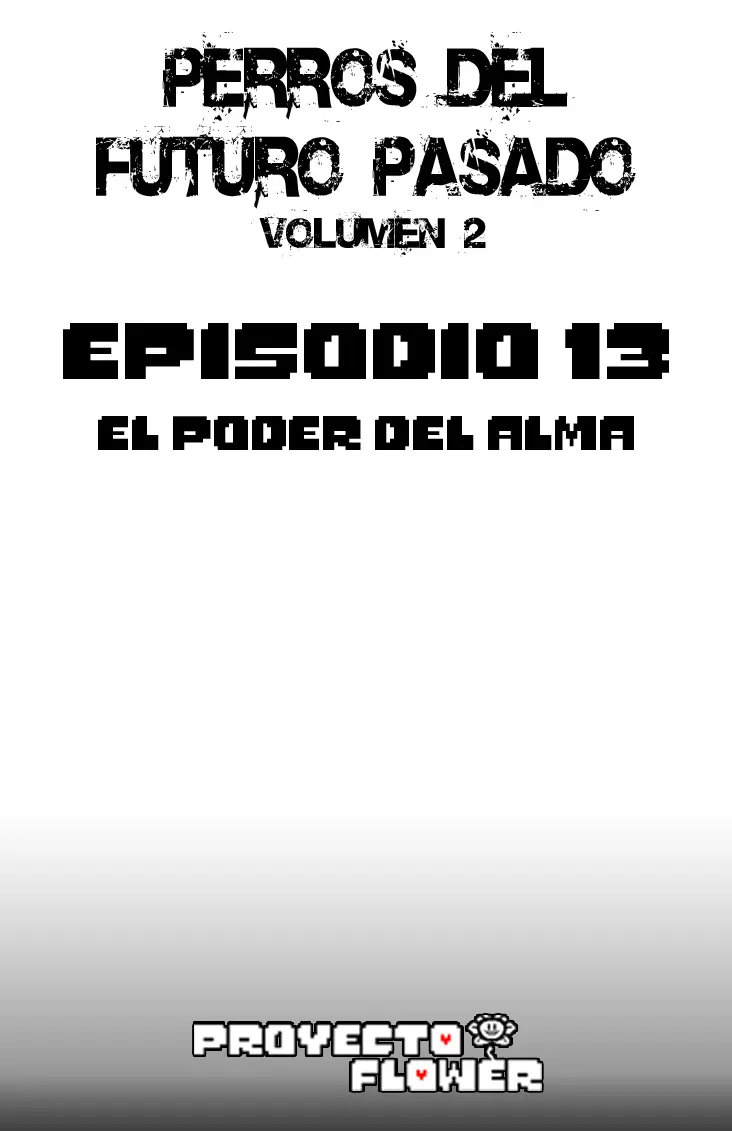 PERROS DEL
FUTURO PASADO
VOLUMEN 2
EPISODIO 13
EL PODER DEL ALMA
PROYECTO
FLOWER